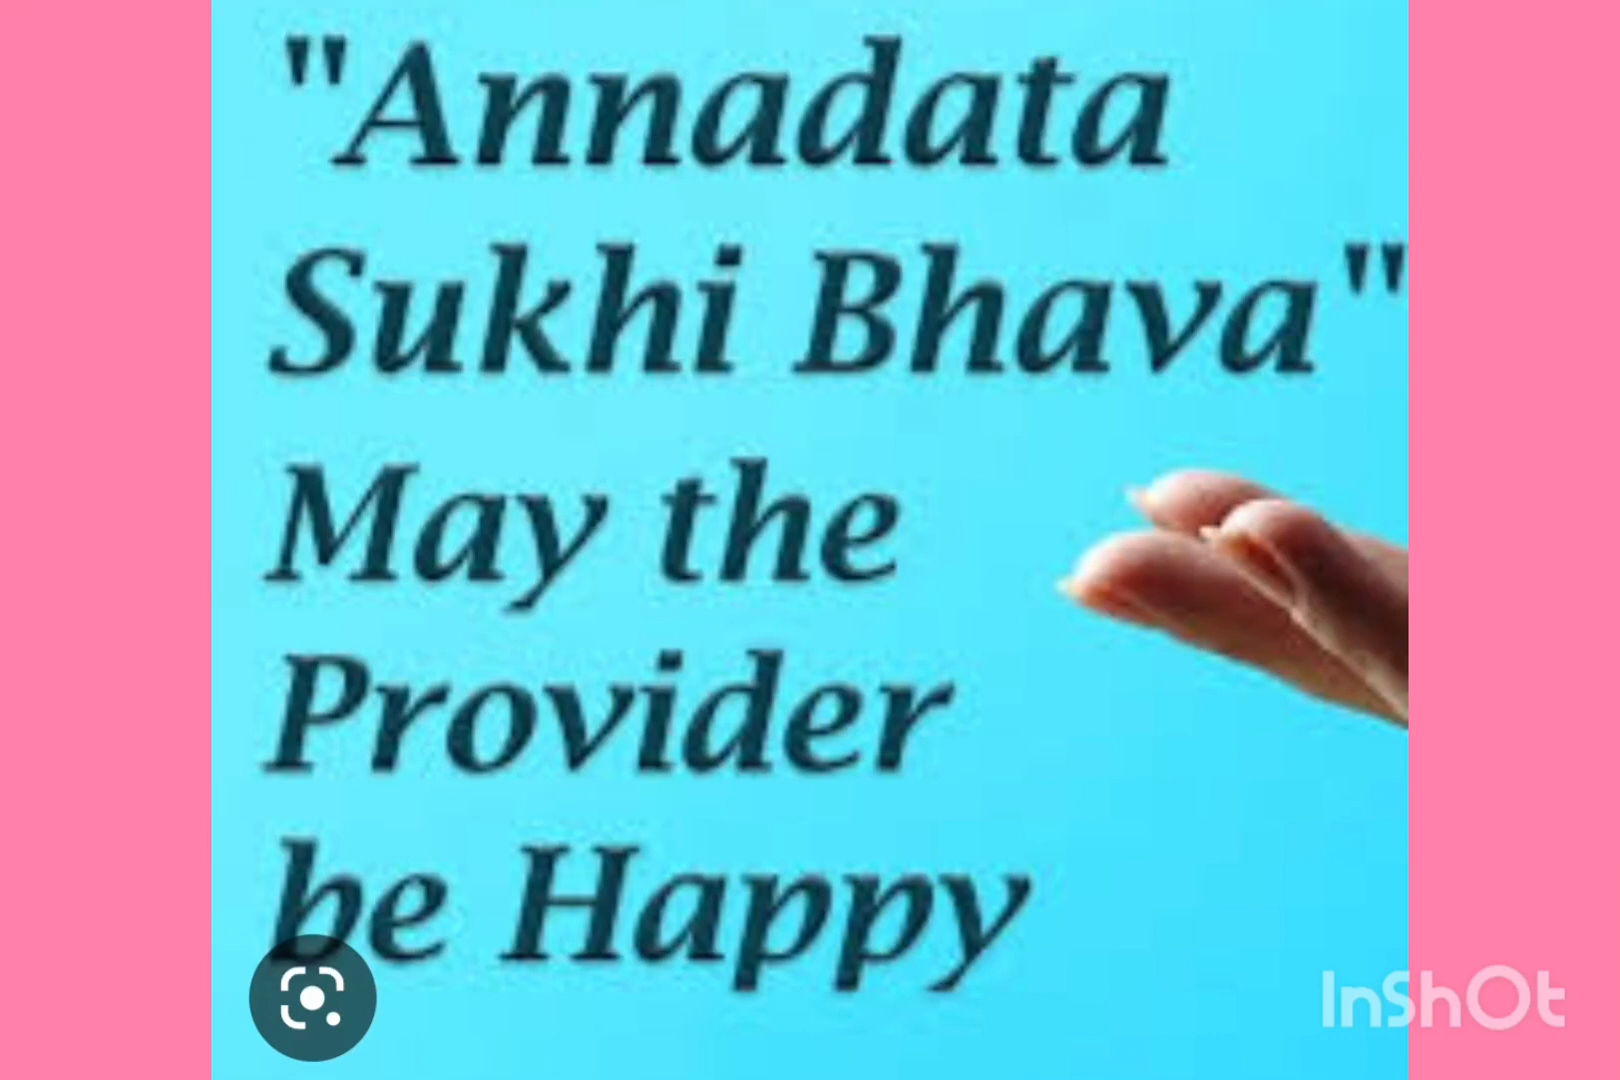 "Annadata
Sukhi Bhava"
May the
Provider
be Happy
InShOt